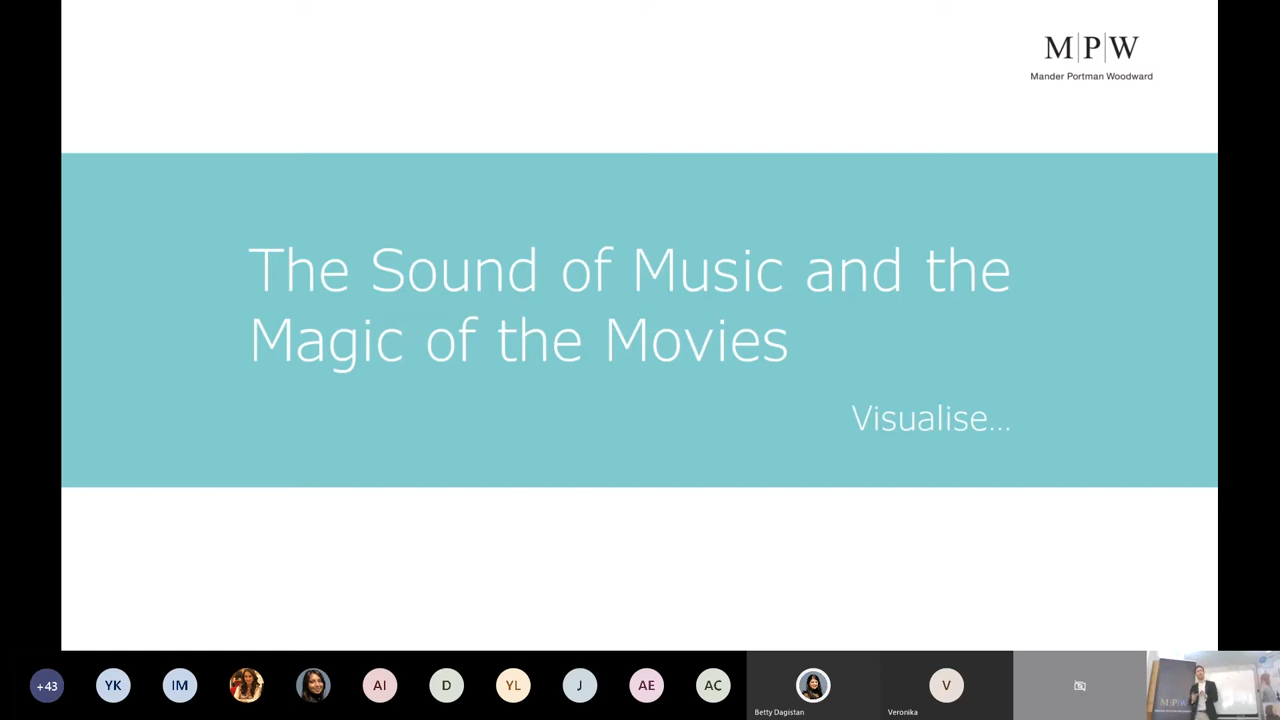 M|P|W
Mander Portman Woodward
The Sound of Music and the
Magic of the Movies
Visualise...
+43
YK
IM
AI
D
YL
J
AE
AC
Betty Dagistan
V
Veronika
M|P|W